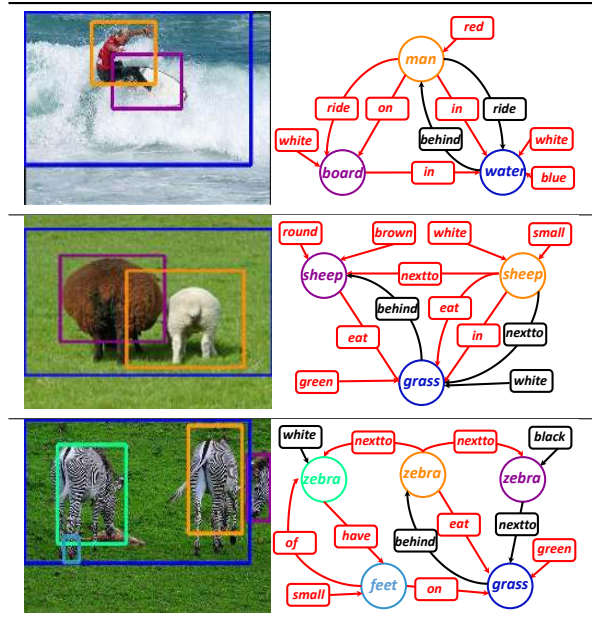 red
man
ride
on
in
ride
white
behind
white
board
in
water
blue
round
brown
white
small
sheep
nextto
sheep
behind
eat
eat
in
nextto
green
grass
white
white
nextto
nextto
black
zebra
zebra
zebra
of
have
behind
eat
nextto
green
small
feet
on
grass